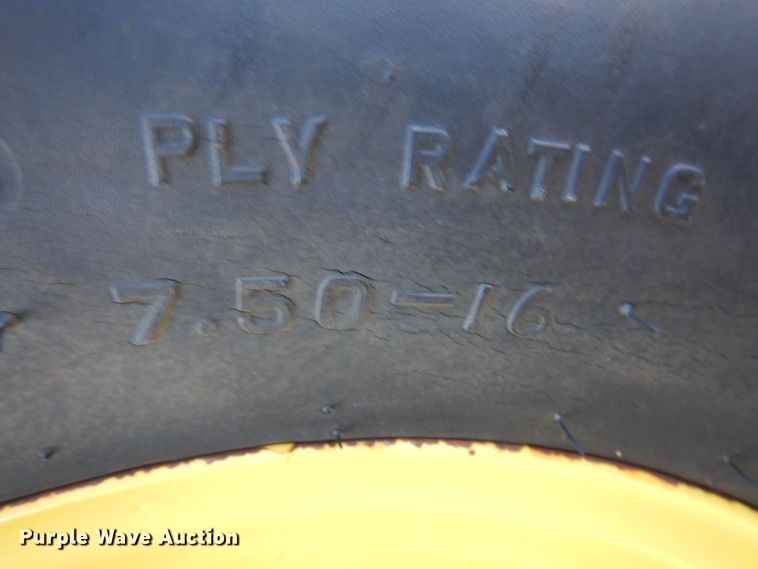 PLY RATING
7.50-16
Purple Wave Auction